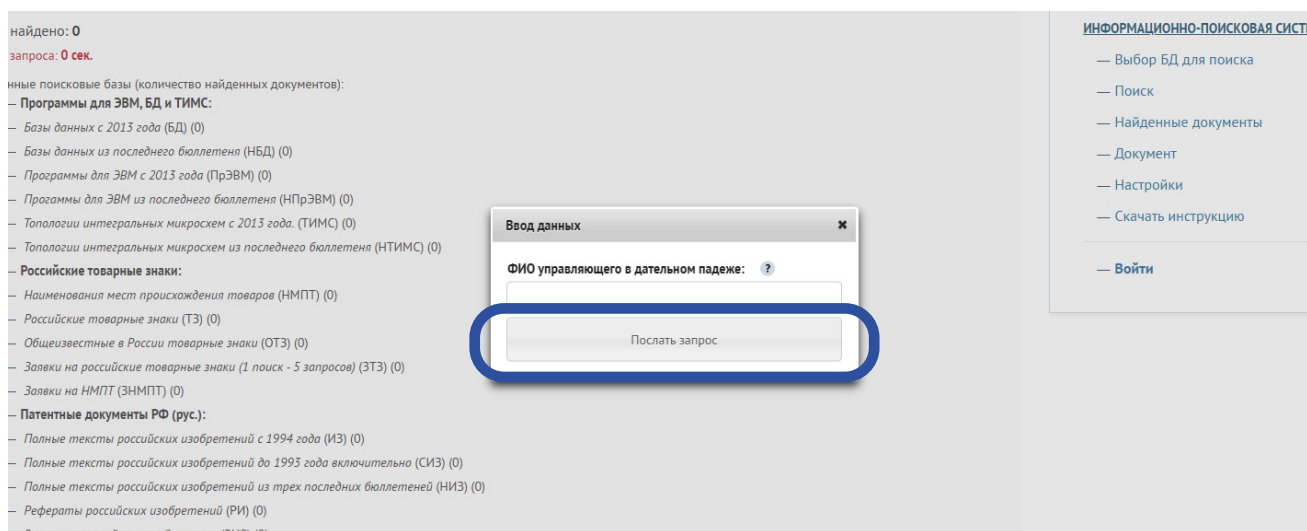 найдено: 0
запроса: 0 сек.
нные поисковые базы (количество найденных документов):
— Программы для ЭВМ, БД и ТИМС:
— Базы данных с 2013 года (БД) (0)
— Базы данных из последнего бюллетеня (НБД) (0)
— Программы для ЭВМ с 2013 года (ПрЭВМ) (0)
— Прогаммы для ЭВМ из последнего бюллетеня (НПрЭВМ) (0)
— Топологии интегральных микросхем с 2013 года. (ТИМС) (0)
— Топологии интегральных микросхем из последнего бюллетеня (НТИМС) (0)
— Российские товарные знаки:
— Наименования мест происхождения товаров (НМПТ) (0)
— Российские товарные знаки (ТЗ) (0)
— Общеизвестные в России товарные знаки (ОТЗ) (0)
— Заявки на российские товарные знаки (1 поиск - 5 запросов) (ЗТЗ) (0)
— Заявки на НМПТ (ЗНМПТ) (0)
— Патентные документы РФ (рус.):
— Полные тексты российских изобретений с 1994 года (ИЗ) (0)
— Полные тексты российских изобретений до 1993 года включительно (СИЗ) (0)
— Полные тексты российских изобретений из трех последних бюллетеней (НИЗ) (0)
— Рефераты российских изобретений (РИ) (0)
Ввод данных
ФИО управляющего в дательном падеже: ?
Послать запрос
ИНФОРМАЦИОННО-ПОИСКОВАЯ СИСТ
— Выбор БД для поиска
— Поиск
— Найденные документы
— Документ
— Настройки
— Скачать инструкцию
— Войти